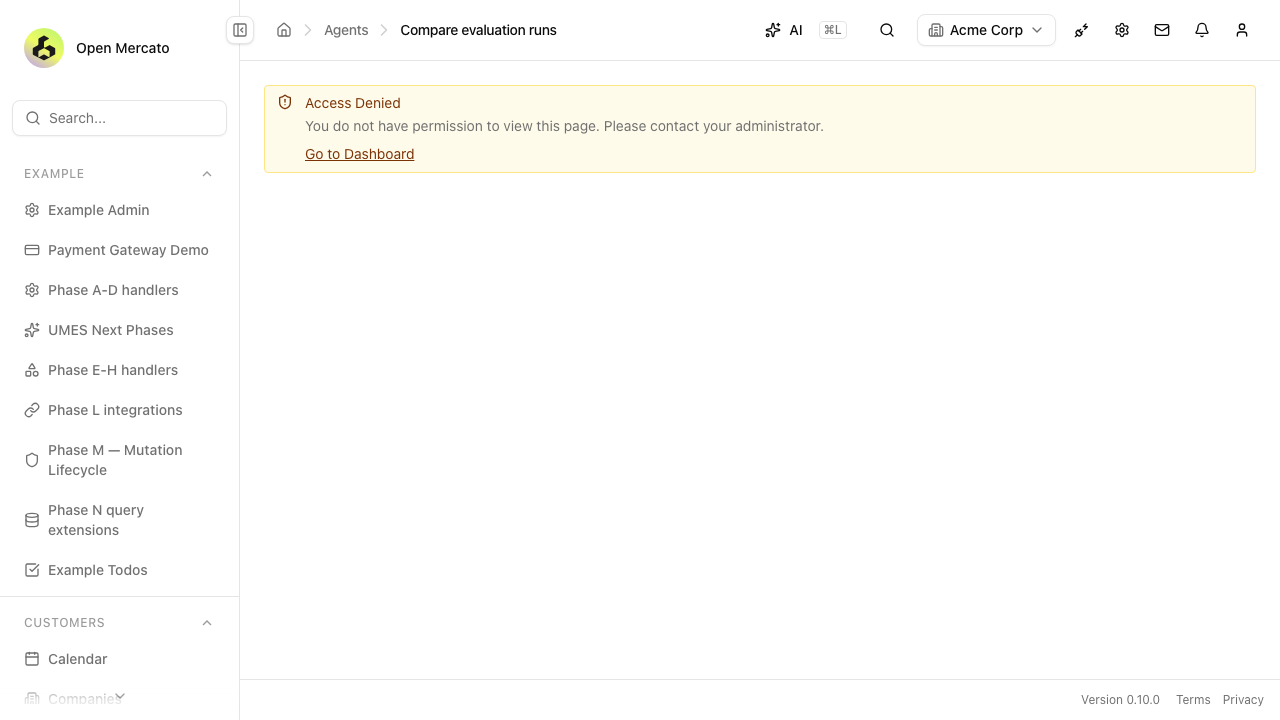 Open Mercato
Search...
EXAMPLE
Example Admin
Payment Gateway Demo
Phase A-D handlers
UMES Next Phases
Phase E-H handlers
Phase L integrations
Phase M — Mutation
Lifecycle
Phase N query
extensions
Example Todos
CUSTOMERS
Calendar
Companies
Agents
Compare evaluation runs
AI
⌘L
Acme Corp
Access Denied
You do not have permission to view this page. Please contact your administrator.
Go to Dashboard
Version 0.10.0
Terms
Privacy